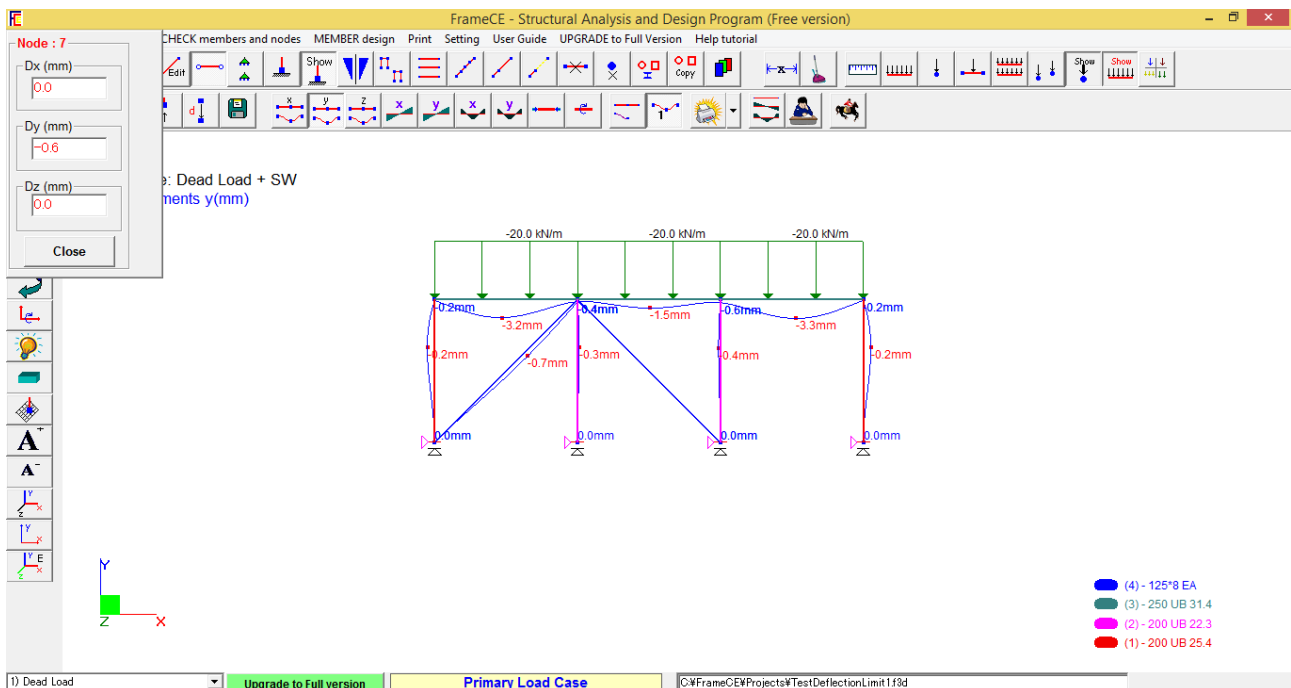 FrameCE - Structural Analysis and Design Program (Free version)
Node : 7
CHECK members and nodes MEMBER design Print Setting User Guide UPGRADE to Full Version Help tutorial
Dx (mm)
0.0
Edit
Show
Copy
x
Show
Show
Dy (mm)
-0.6
d
x
y
z
x
y
x
y
1
Dz (mm)
0.0
Close
e: Dead Load + SW
ments y(mm)
-20.0 kN/m
-20.0 kN/m
-20.0 kN/m
-0.2mm
-0.4mm
-0.6mm
-0.2mm
-3.2mm
-1.5mm
-3.3mm
-0.2mm
-0.7mm
-0.3mm
-0.4mm
-0.2mm
0.0mm
0.0mm
0.0mm
0.0mm
A+
A-
Y
X
Z
Y
X
Y E
X
Z
Y
X
Z
(4) - 125*8 EA
(3) - 250 UB 31.4
(2) - 200 UB 22.3
(1) - 200 UB 25.4
1) Dead Load
Upgrade to Full version
Primary Load Case
C:¥FrameCE¥Projects¥TestDeflectionLimit1.f3d